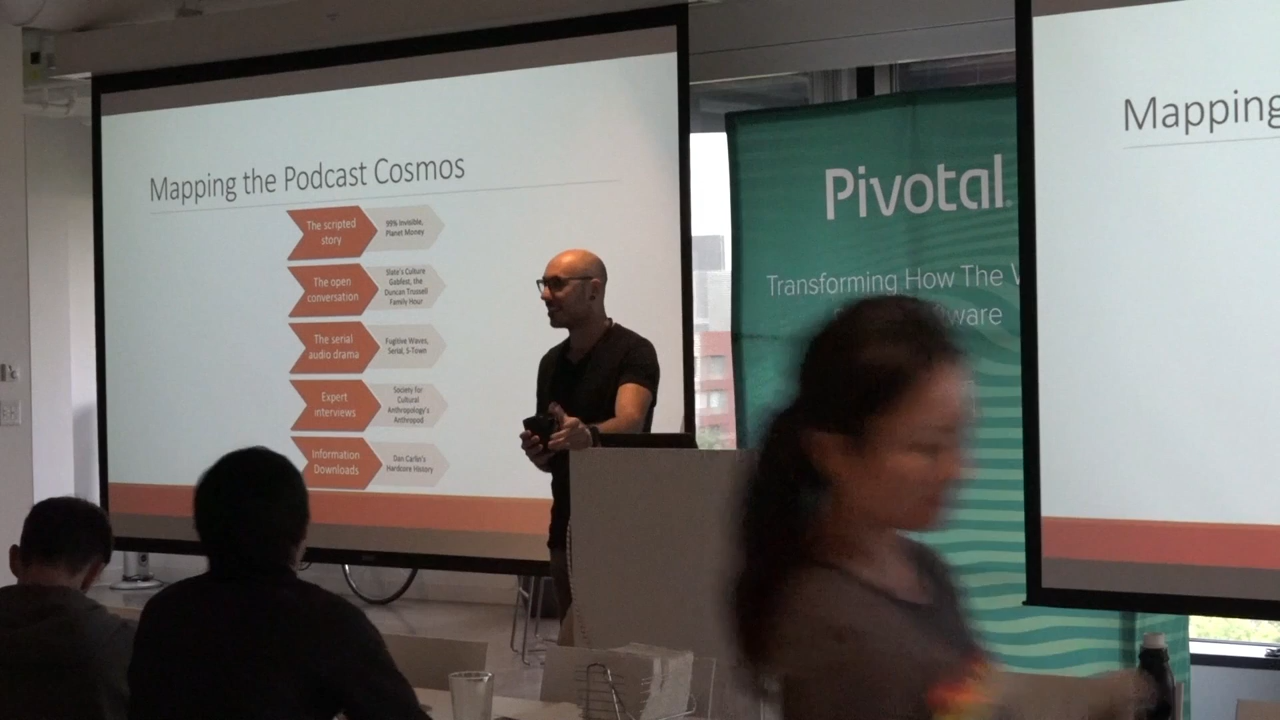 Mapping the Podcast Cosmos
The scripted
story
99% Invisible,
Planet Money
The open
conversation
Slate's Culture
Gabfest, the
Duncan Trussell
Family Hour
The serial
audio drama
Fugitive Waves,
Serial, S-Town
Expert
interviews
Society for
Cultural
Anthropology's
Anthropod
Information
Downloads
Dan Carlin's
Hardcore History
Pivotal
Transforming How The
Mapping